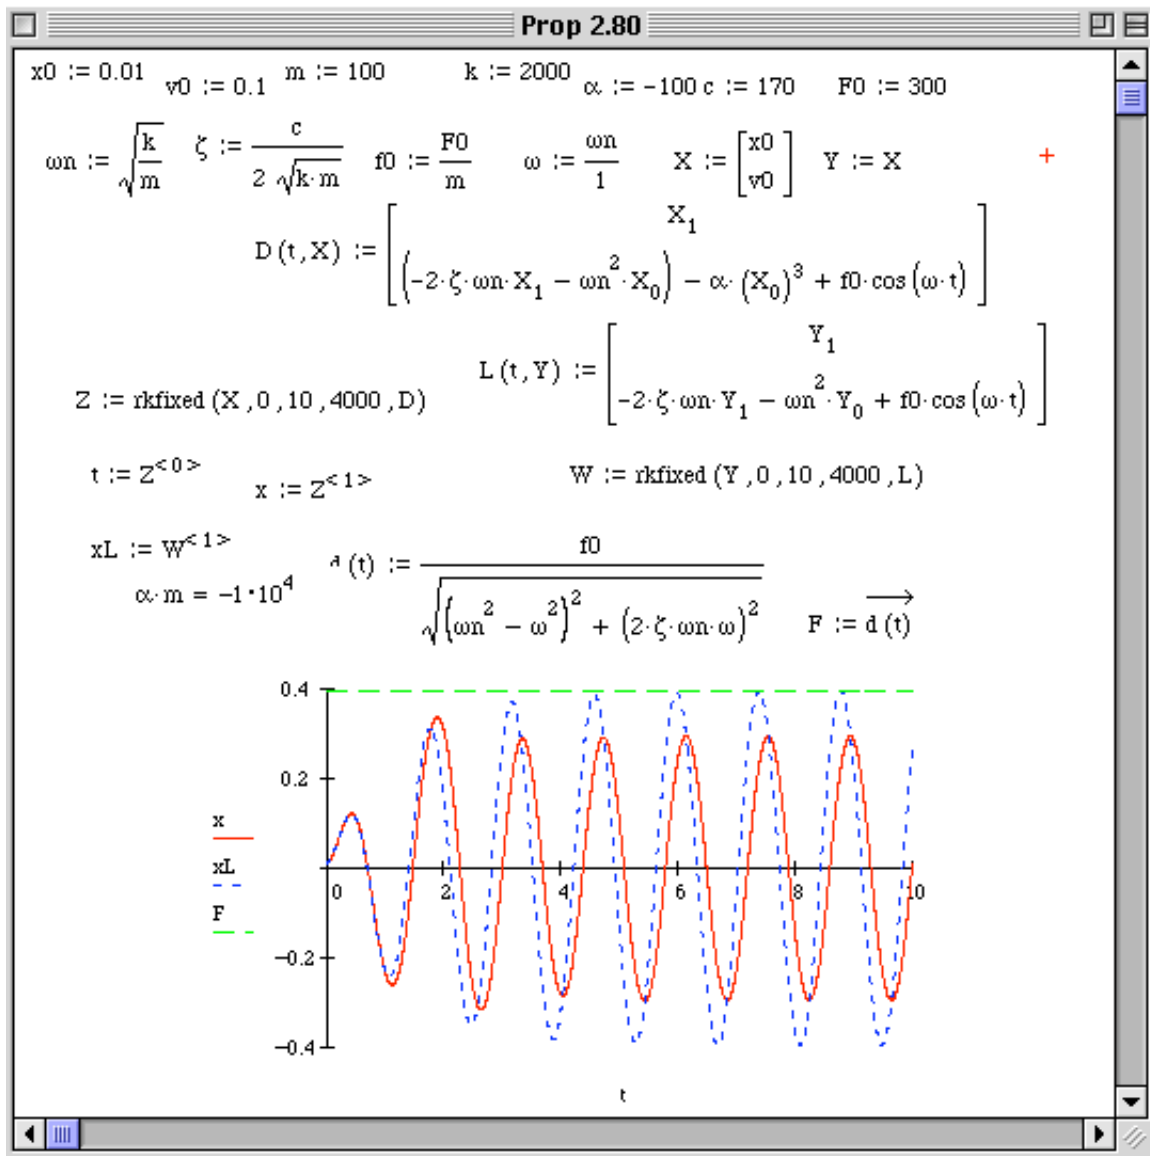 Prop 2.80
x0 := 0.01 v0 := 0.1 m := 100 k := 2000 α := -100 c := 170 F0 := 300
ωn := √(k/m) ζ := c/(2 √(k·m)) f0 := F0/m ω := ωn/1 X := [x0 v0] Y := X +
D(t,X) := [X₁ (-2·ζ·ωn·X₁ - ωn²·X₀) - α·(X₀)³ + f0·cos(ω·t)]
L(t,Y) := [Y₁ -2·ζ·ωn·Y₁ - ωn²·Y₀ + f0·cos(ω·t)]
Z := rkfixed(X,0,10,4000,D)
t := Z^<0> x := Z^<1> W := rkfixed(Y,0,10,4000,L)
xL := W^<1>
d(t) := f0/√((ωn² - ω²)² + (2·ζ·ωn·ω)²)
α·m = -1·10⁴
F := d(t)
0.4
0.2
-0.2
-0.4
0 2 4 6 8 10
x
xL
F
t